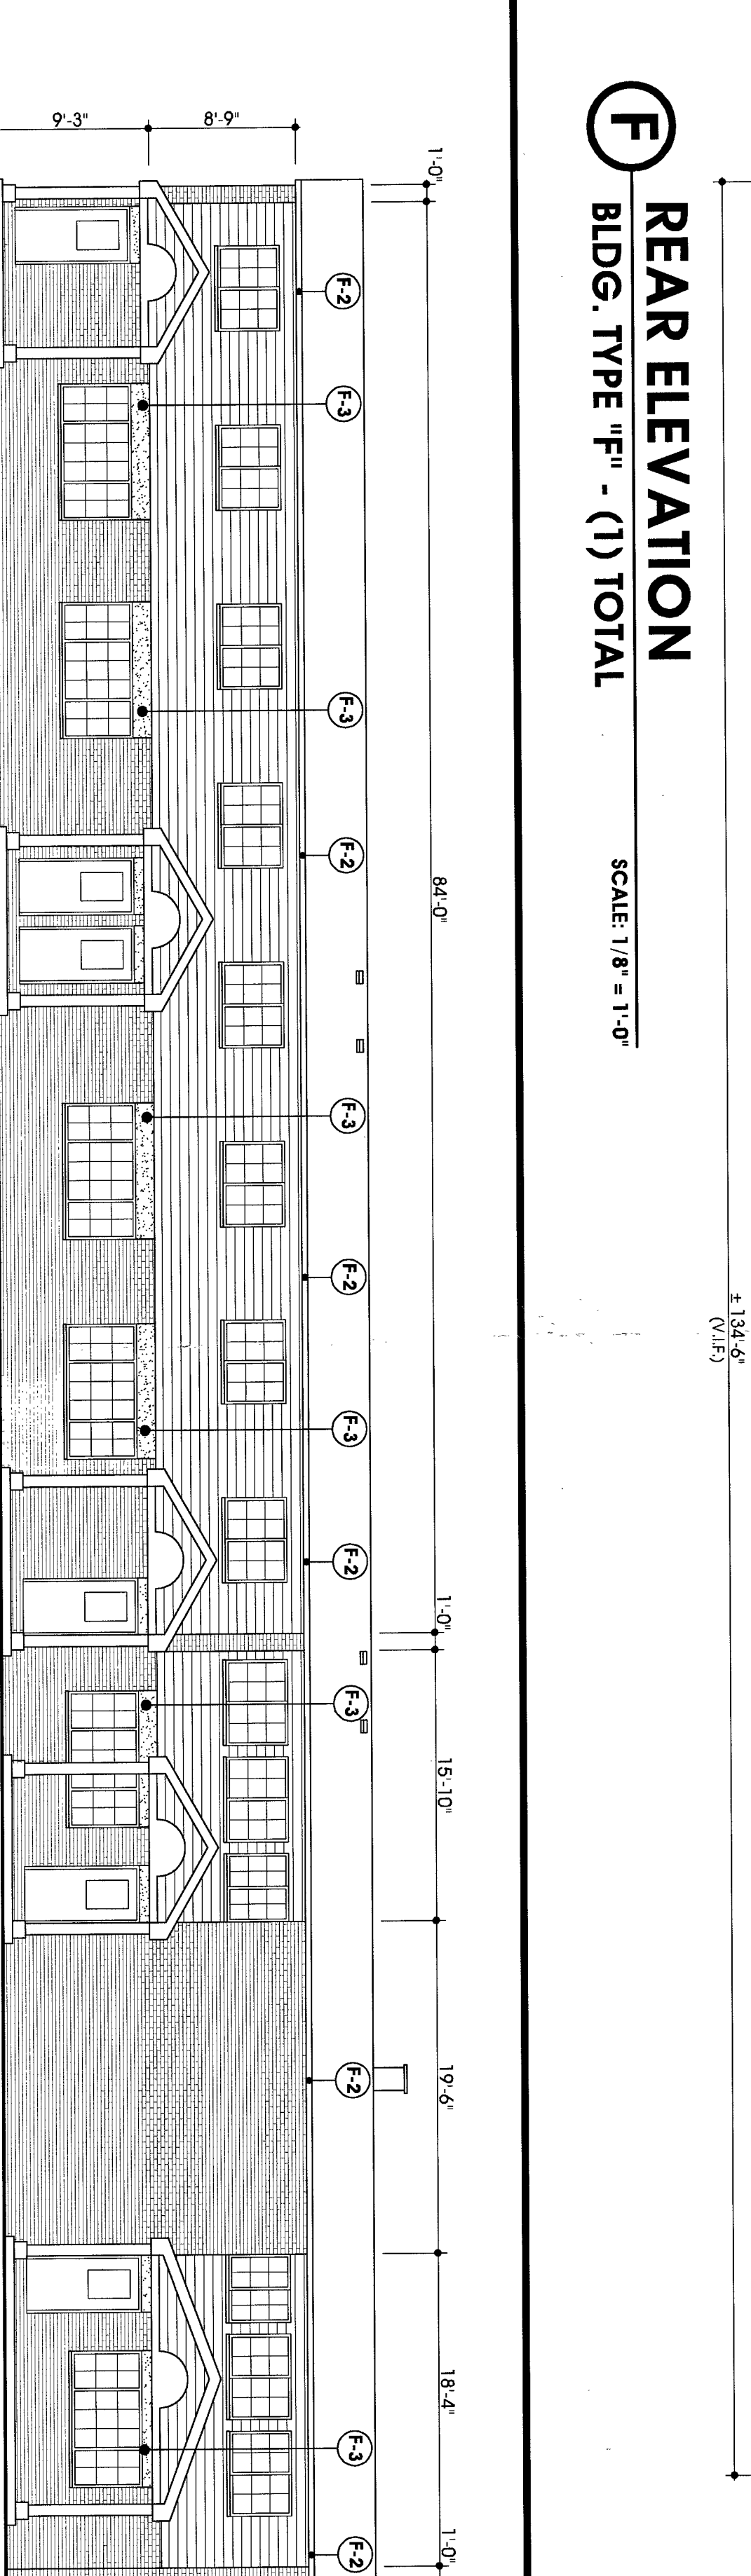 ± 134'-6"
(V.I.F.)
F
REAR ELEVATION
BLDG. TYPE "F" - (1) TOTAL
SCALE: 1/8" = 1'-0"
1'-0"
84'-0"
1'-0"
15'-10"
19'-6"
18'-4"
1'-0"
F-2
F-3
F-3
F-2
F-3
F-2
F-3
F-2
F-3
F-2
F-3
F-2
8'-9"
9'-3"